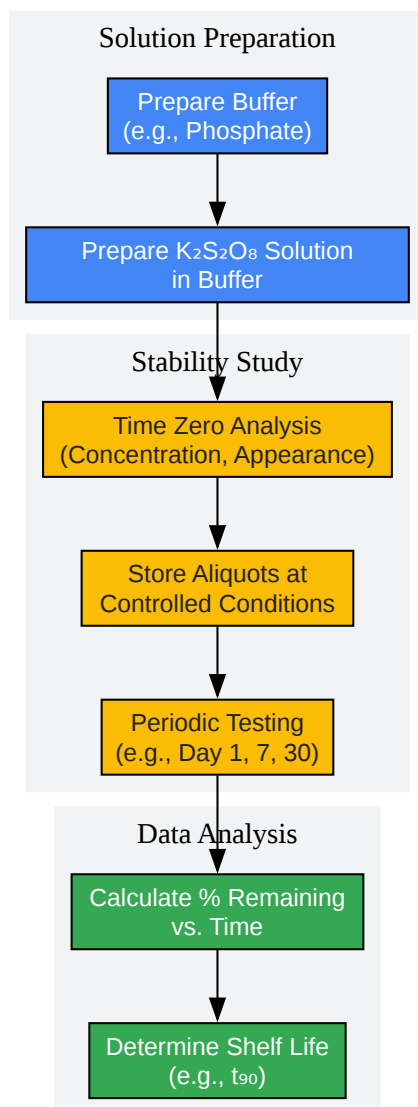 Solution Preparation
Prepare Buffer
(e.g., Phosphate)
Prepare K₂S₂O₈ Solution
in Buffer
Stability Study
Time Zero Analysis
(Concentration, Appearance)
Store Aliquots at
Controlled Conditions
Periodic Testing
(e.g., Day 1, 7, 30)
Data Analysis
Calculate % Remaining
vs. Time
Determine Shelf Life
(e.g., t₉₀)